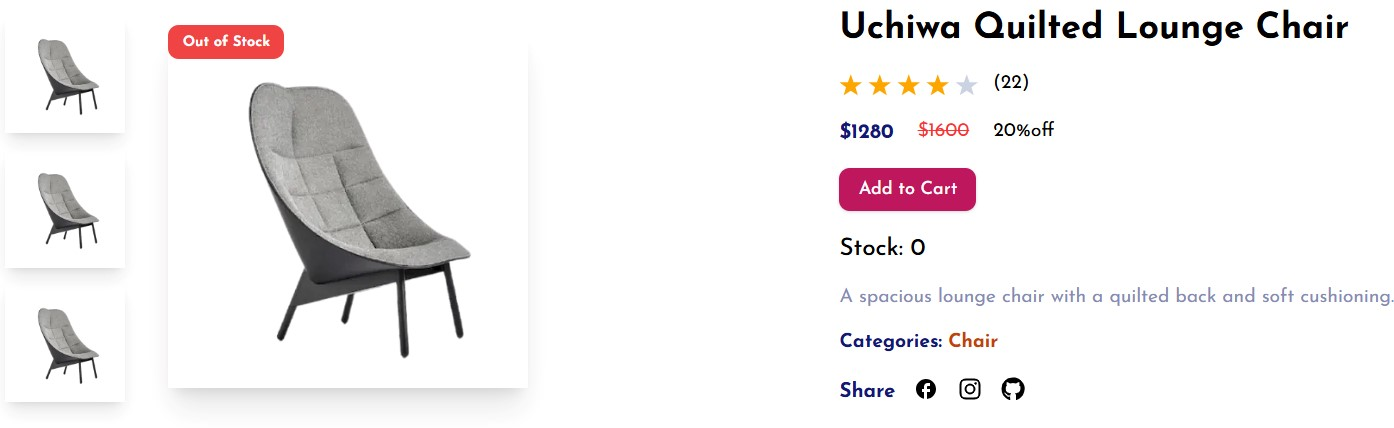 Out of Stock
Uchiwa Quilted Lounge Chair
(22)
$1280 $1600 20%off
Add to Cart
Stock: 0
A spacious lounge chair with a quilted back and soft cushioning.
Categories: Chair
Share